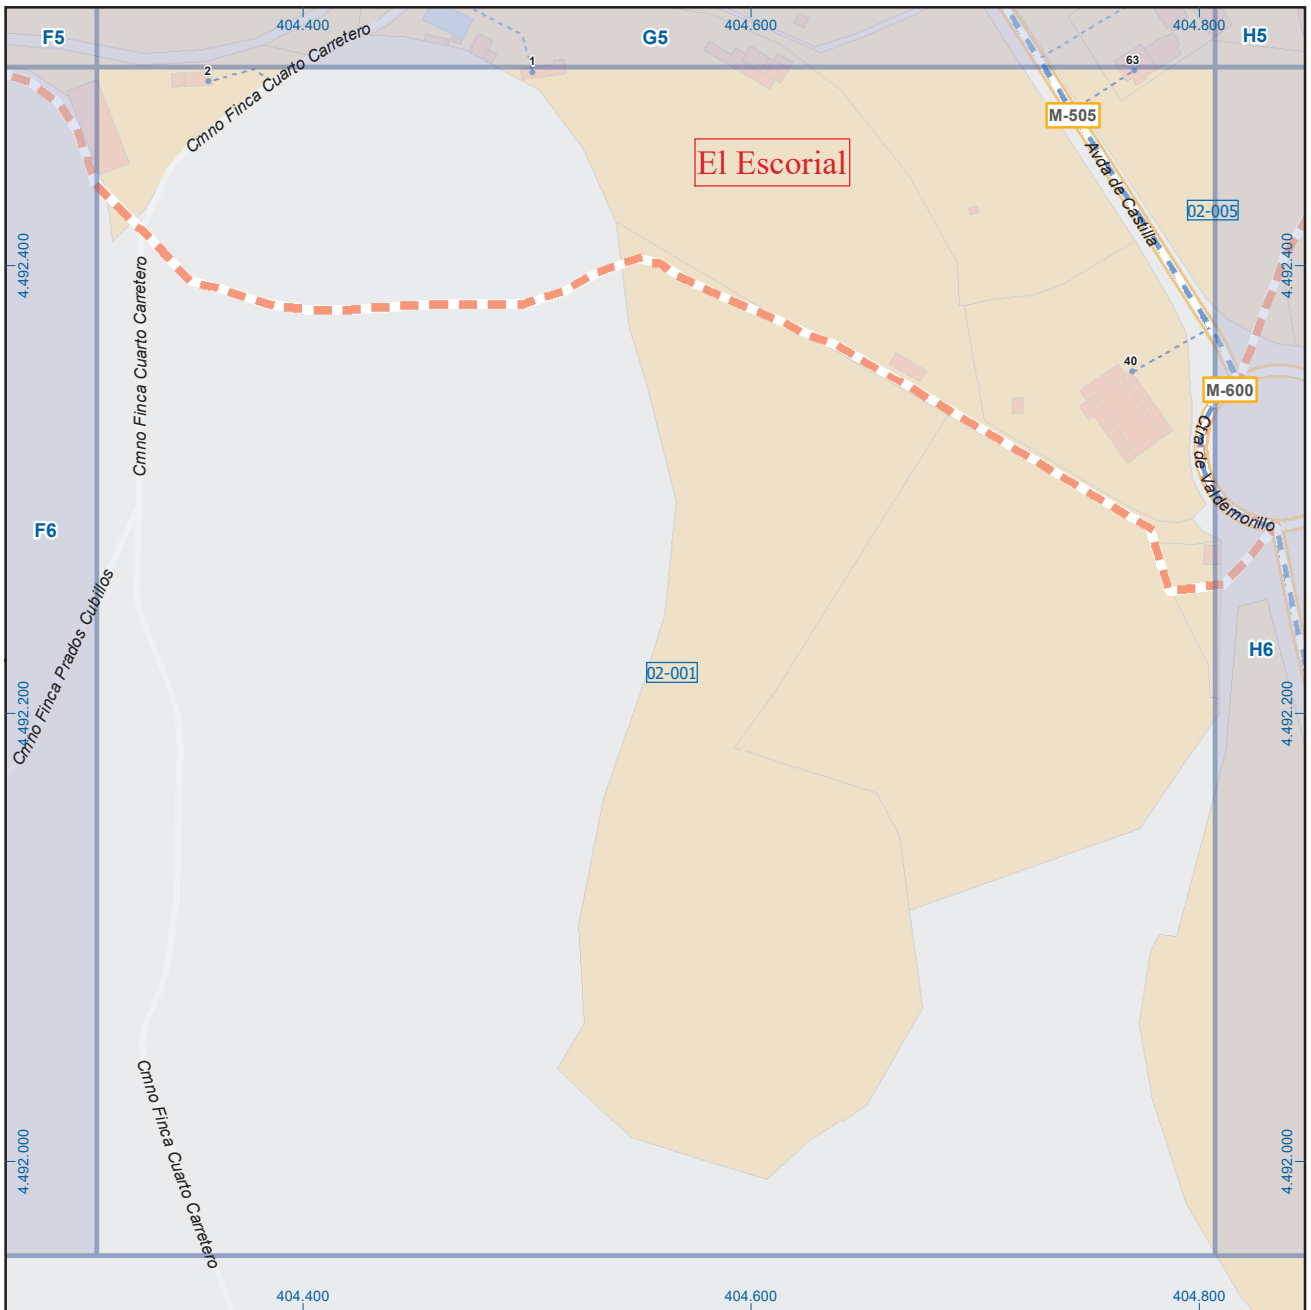 404.400
404.600
404.800
F5
G5
H5
Cmno Finca Cuarto Carretero
2
1
63
M-505
El Escorial
Avda de Castilla
02-005
4.492.400
4.492.400
Cmno Finca Cuarto Carretero
40
M-600
Ctra de Valdemorillo
F6
Cmno Finca Prados Cubillos
H6
02-001
4.492.200
4.492.200
Cmno Finca Cuarto Carretero
4.492.000
4.492.000
404.400
404.600
404.800